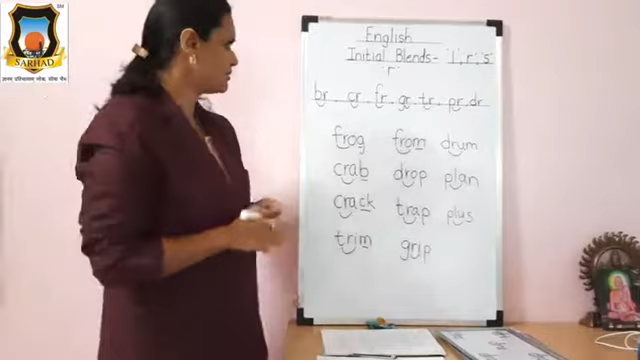 SARHAD
English
Initial Blends- 'l', 'r', 's'
'r'
br, cr, fr, gr, tr, pr, dr
frog from drum
crab drop plan
crack trap plus
trim grip